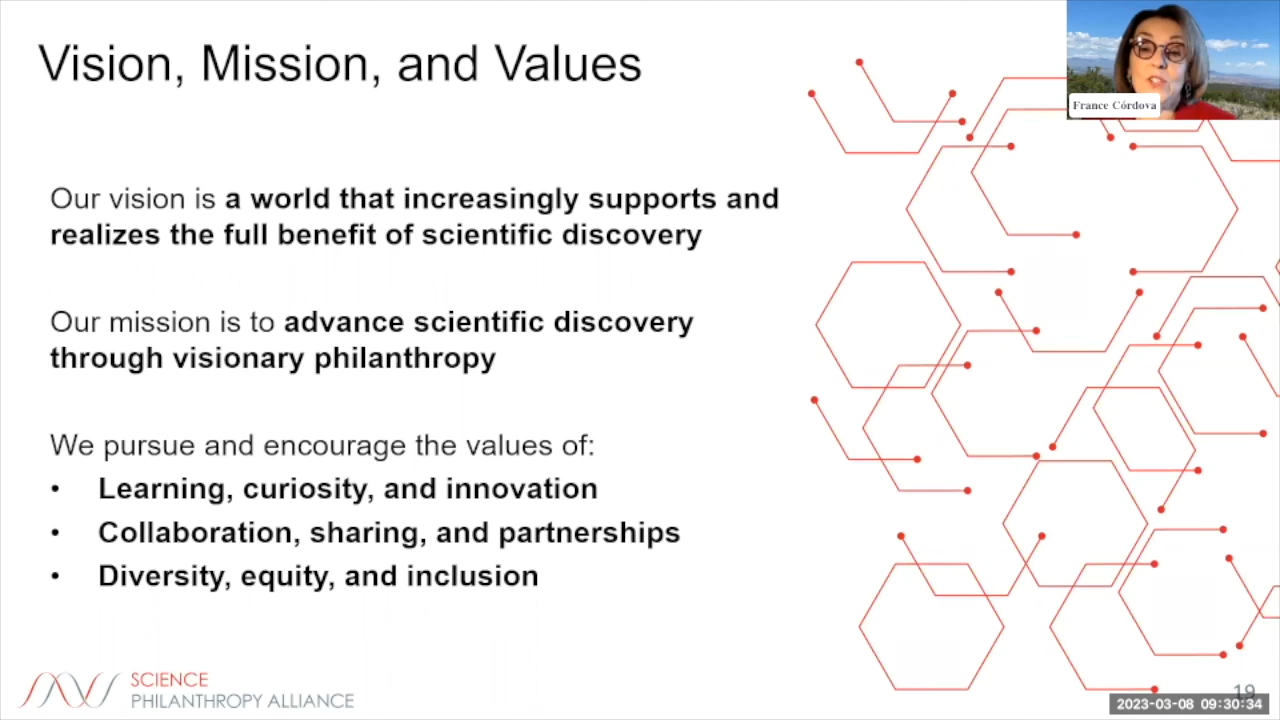 Vision, Mission, and Values
France Córdova
Our vision is a world that increasingly supports and
realizes the full benefit of scientific discovery
Our mission is to advance scientific discovery
through visionary philanthropy
We pursue and encourage the values of:
• Learning, curiosity, and innovation
• Collaboration, sharing, and partnerships
• Diversity, equity, and inclusion
SCIENCE
PHILANTHROPY ALLIANCE
19
2023-03-08 09:30:34